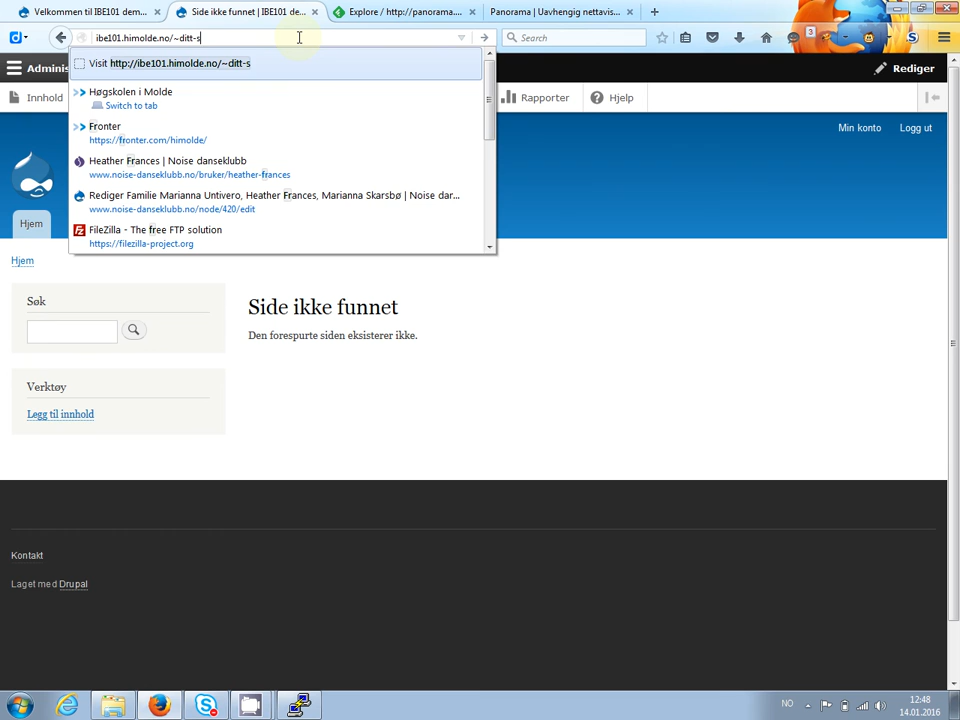 Velkommen til IBE101 dem...
Side ikke funnet | IBE101 de...
Explore / http://panorama....
Panorama | Uavhengig nettavis...
ibe101.himolde.no/~ditt-s
Search
3
Visit http://ibe101.himolde.no/~ditt-s
Høgskolen i Molde
Switch to tab
Fronter
https://fronter.com/himolde/
Heather Frances | Noise danseklubb
www.noise-danseklubb.no/bruker/heather-frances
Rediger Familie Marianna Untivero, Heather Frances, Marianna Skarsbø | Noise dar...
www.noise-danseklubb.no/node/420/edit
FileZilla - The free FTP solution
https://filezilla-project.org
Adminis
Rediger
Innhold
Rapporter
Hjelp
Min konto
Logg ut
Hjem
Hjem
Søk
Side ikke funnet
Den forespurte siden eksisterer ikke.
Verktøy
Legg til innhold
Kontakt
Laget med Drupal
NO
12:48
14.01.2016